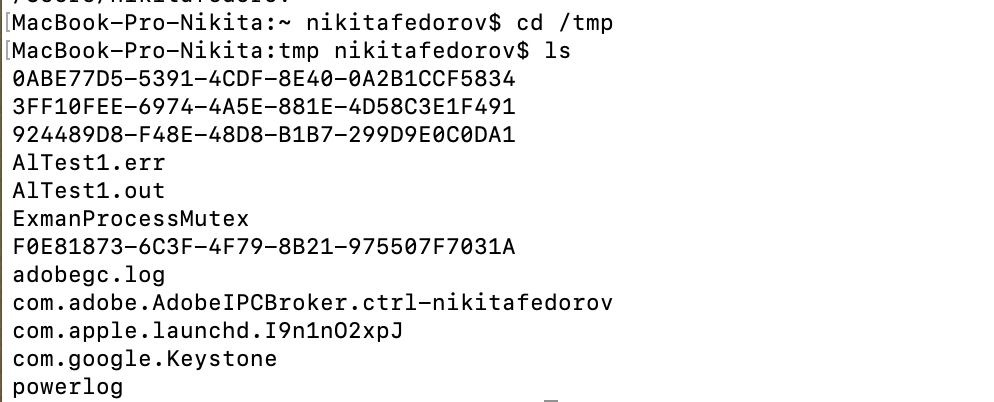 [MacBook-Pro-Nikita:~ nikitafedorov$ cd /tmp
[MacBook-Pro-Nikita:tmp nikitafedorov$ ls
0ABE77D5-5391-4CDF-8E40-0A2B1CCF5834
3FF10FEE-6974-4A5E-881E-4D58C3E1F491
924489D8-F48E-48D8-B1B7-299D9E0C0DA1
AlTest1.err
AlTest1.out
ExmanProcessMutex
F0E81873-6C3F-4F79-8B21-975507F7031A
adobegc.log
com.adobe.AdobeIPCBroker.ctrl-nikitafedorov
com.apple.launchd.I9n1nO2xpJ
com.google.Keystone
powerlog